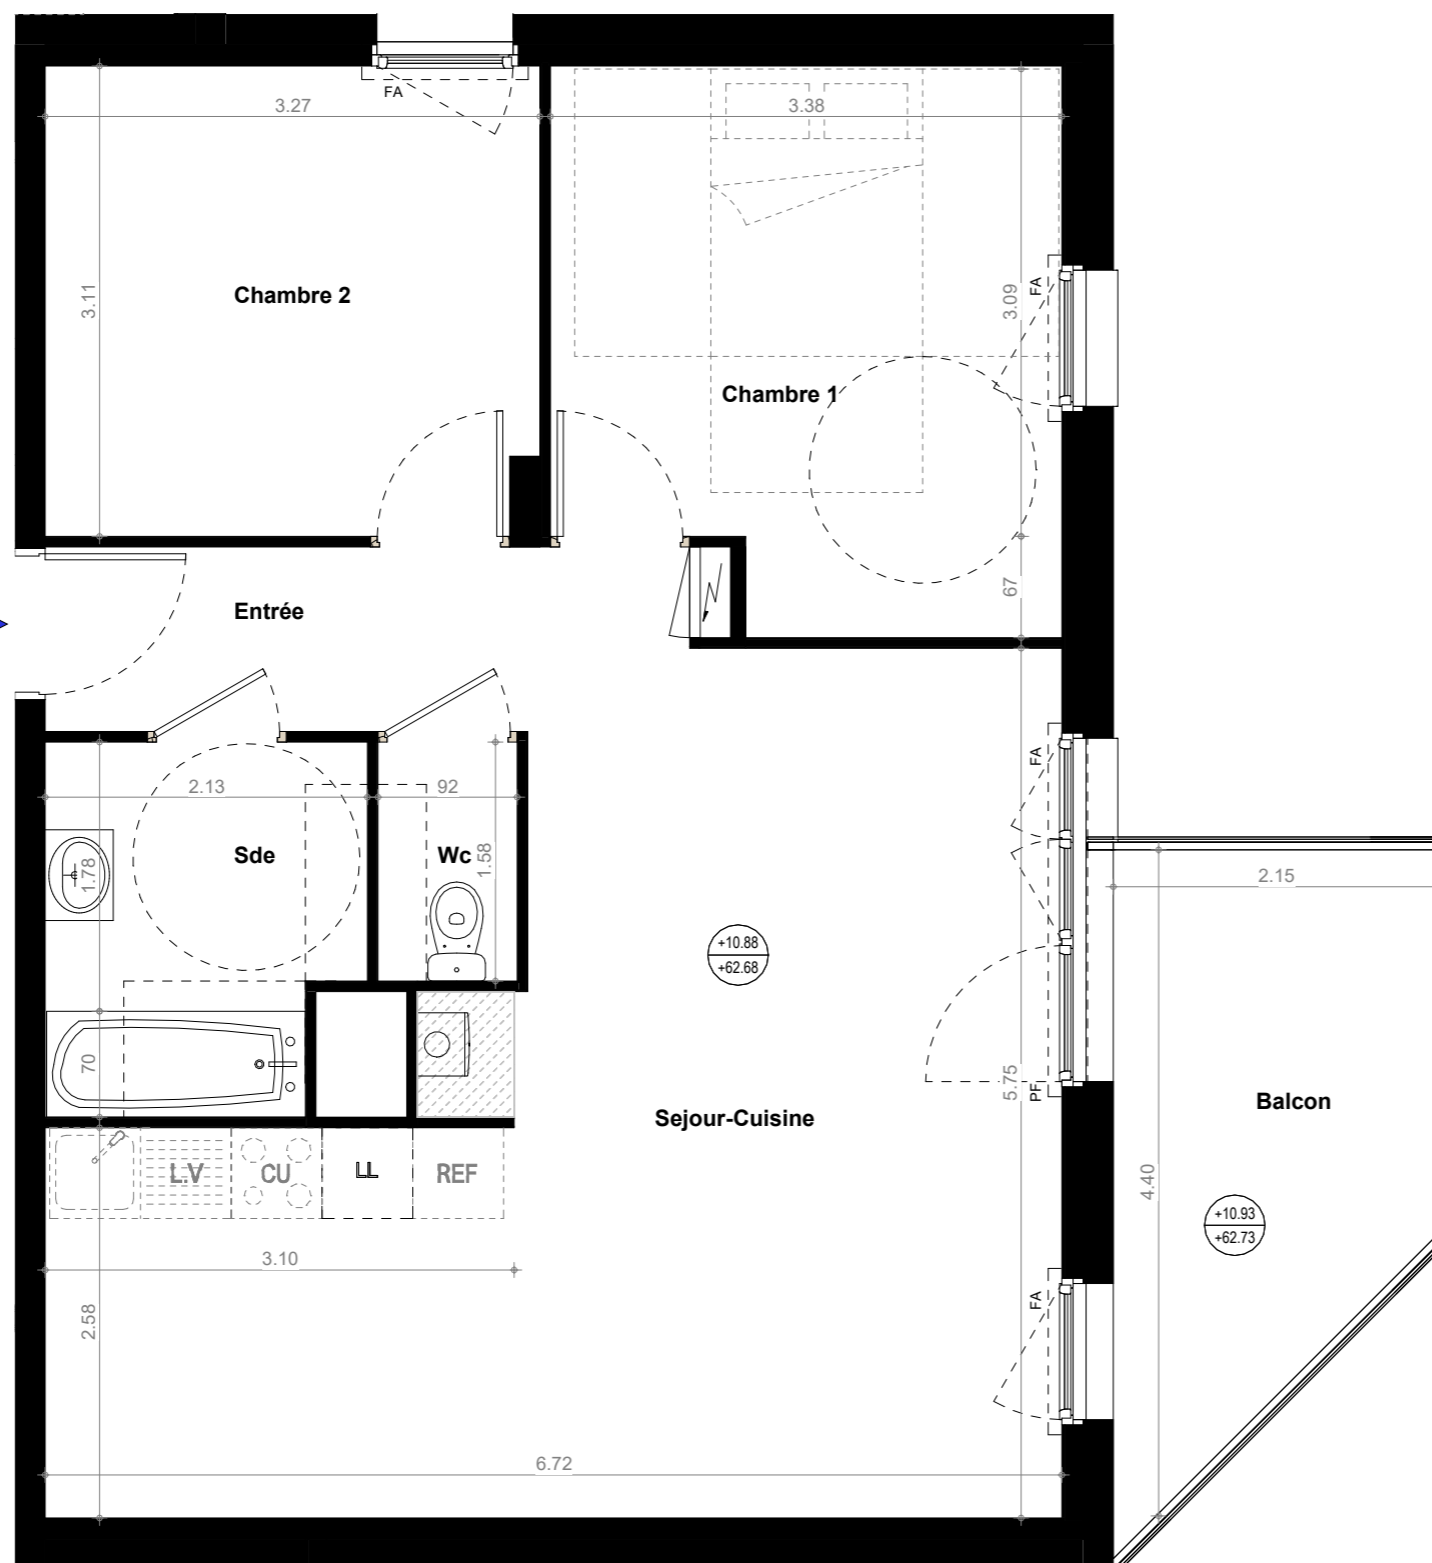 FA
3.27
3.38
3.11
Chambre 2
3.09
FA
Chambre 1
67
Entrée
2.13
92
FA
Sde
Wc
1.78
1.58
2.15
+10.88
+62.68
70
5.75
PF
Sejour-Cuisine
Balcon
L.V
CU
LL
REF
4.40
+10.93
+62.73
3.10
2.58
FA
6.72